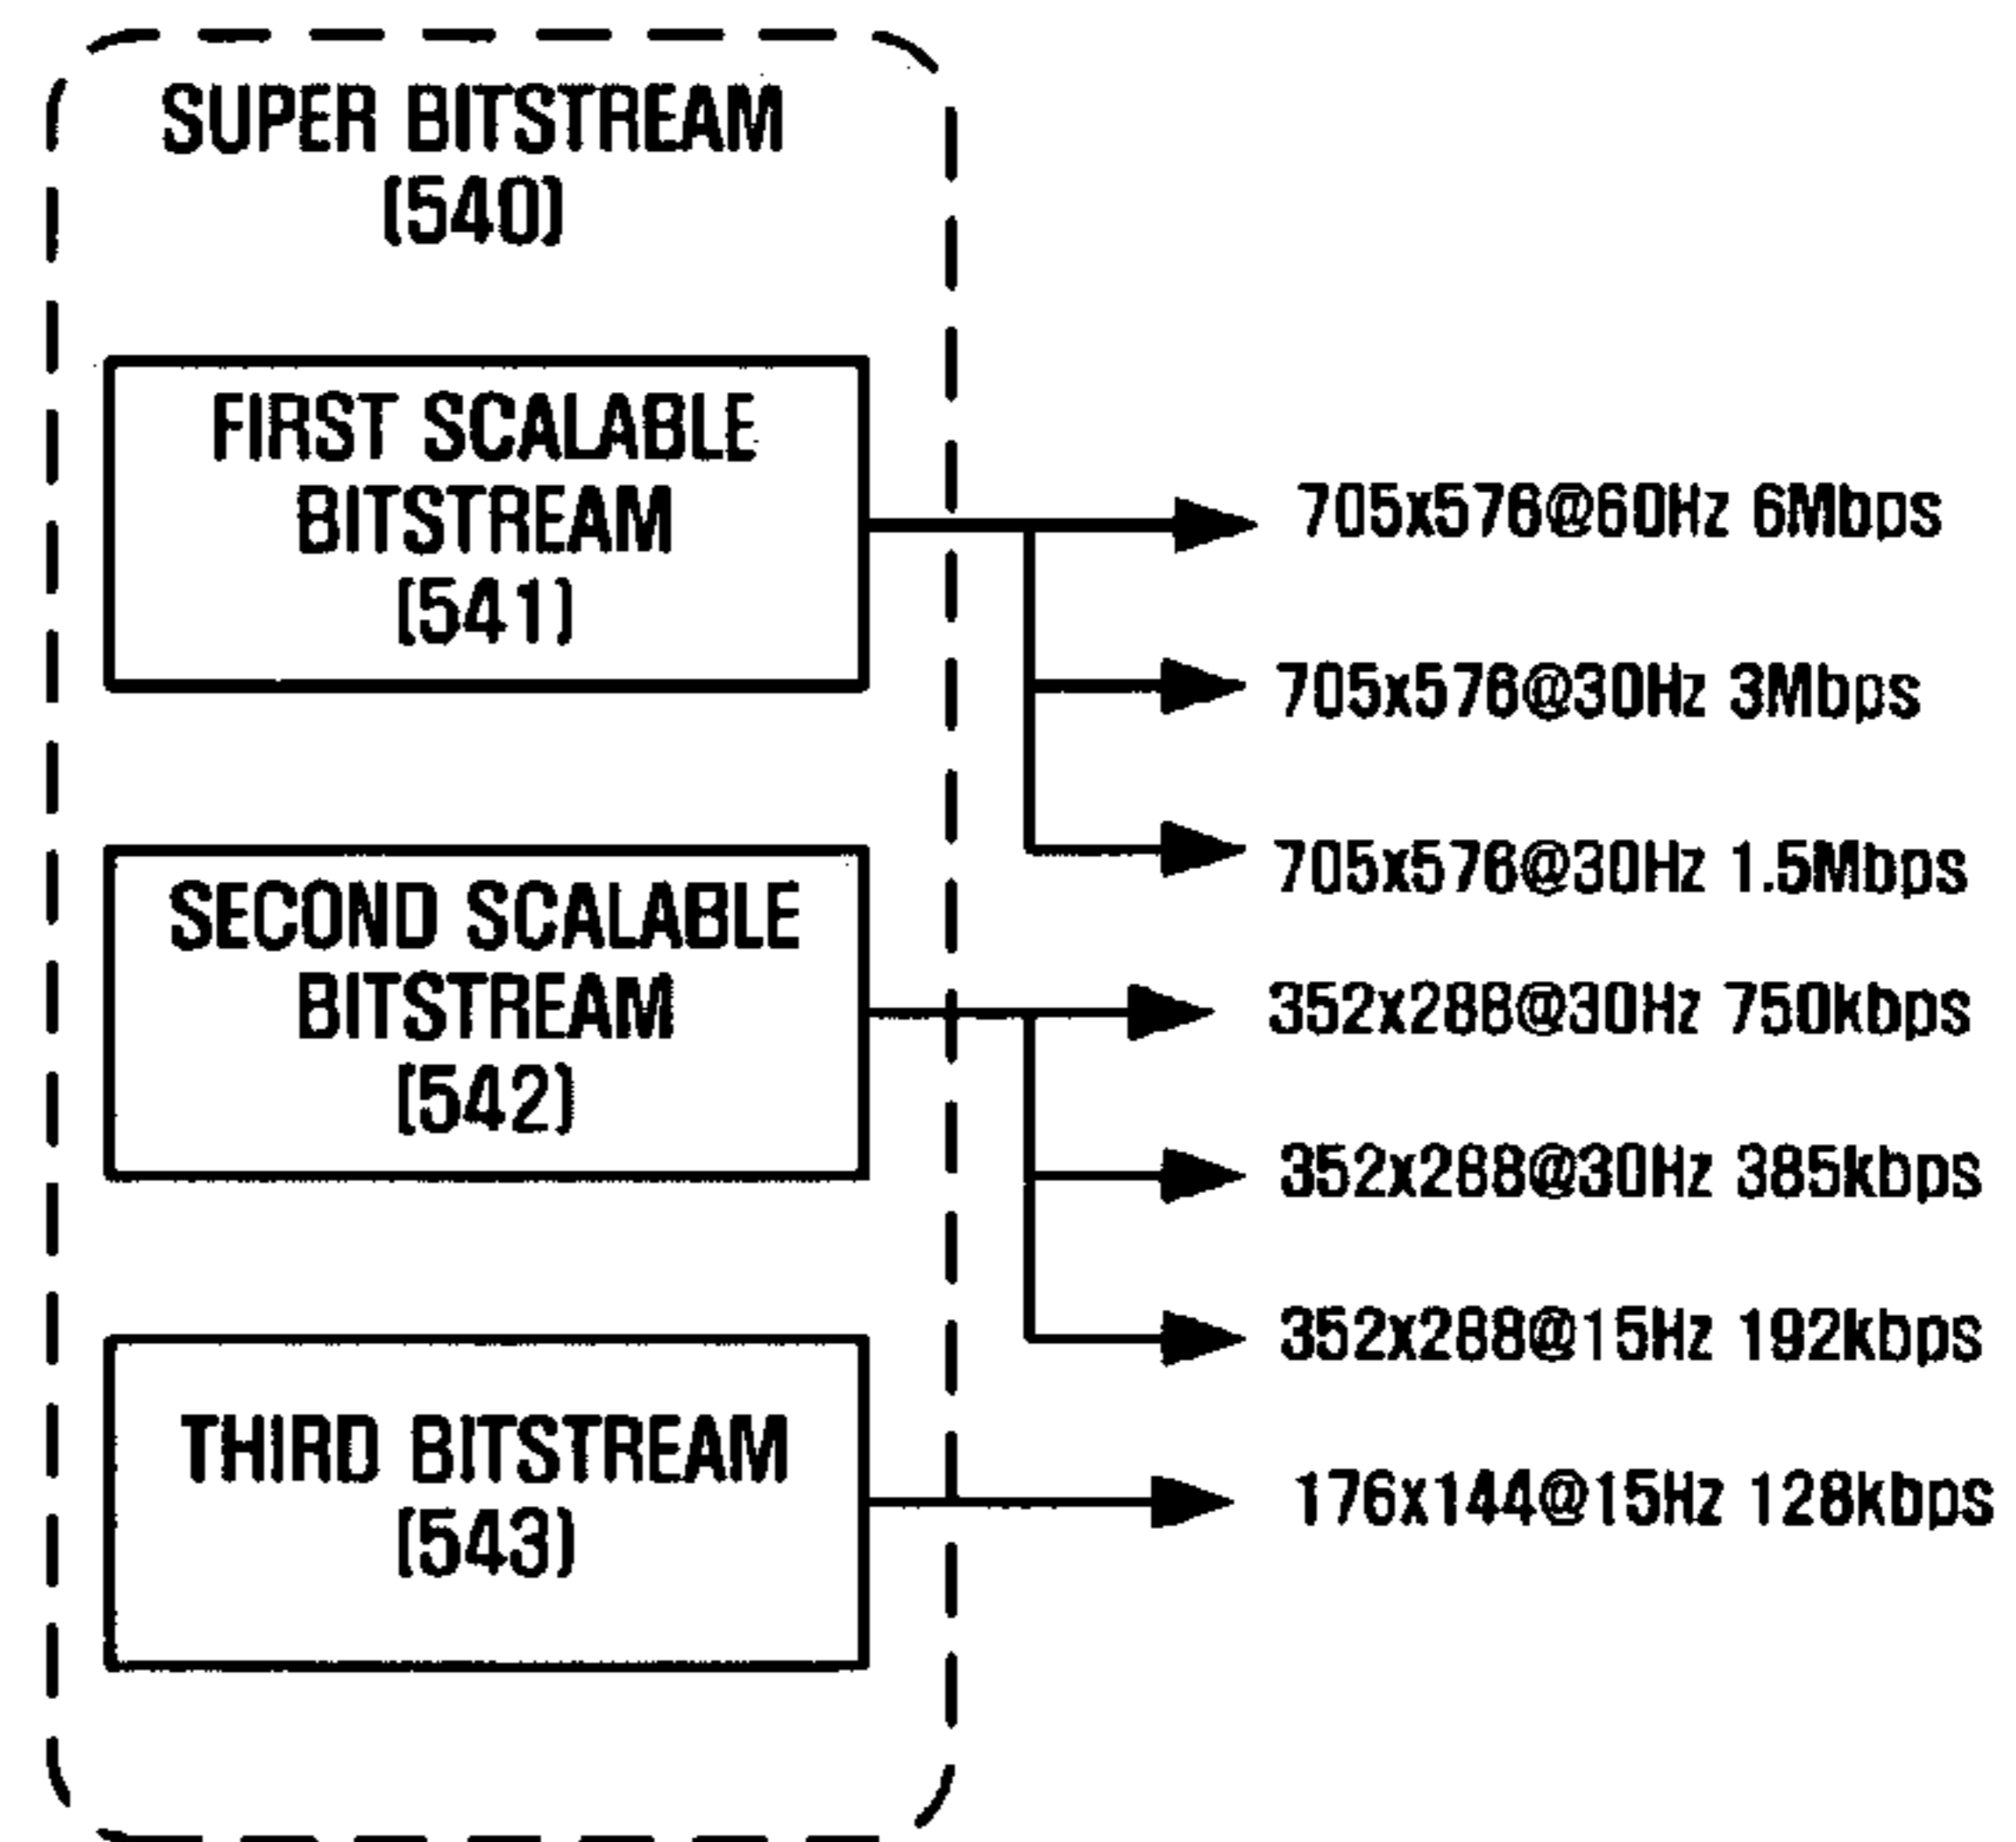 SUPER BITSTREAM
(540)
FIRST SCALABLE
BITSTREAM
(541)
705x576@60Hz 6Mbps
705x576@30Hz 3Mbps
705x576@30Hz 1.5Mbps
SECOND SCALABLE
BITSTREAM
(542)
352x288@30Hz 750kbps
352x288@30Hz 385kbps
352x288@15Hz 192kbps
THIRD BITSTREAM
(543)
176x144@15Hz 128kbps